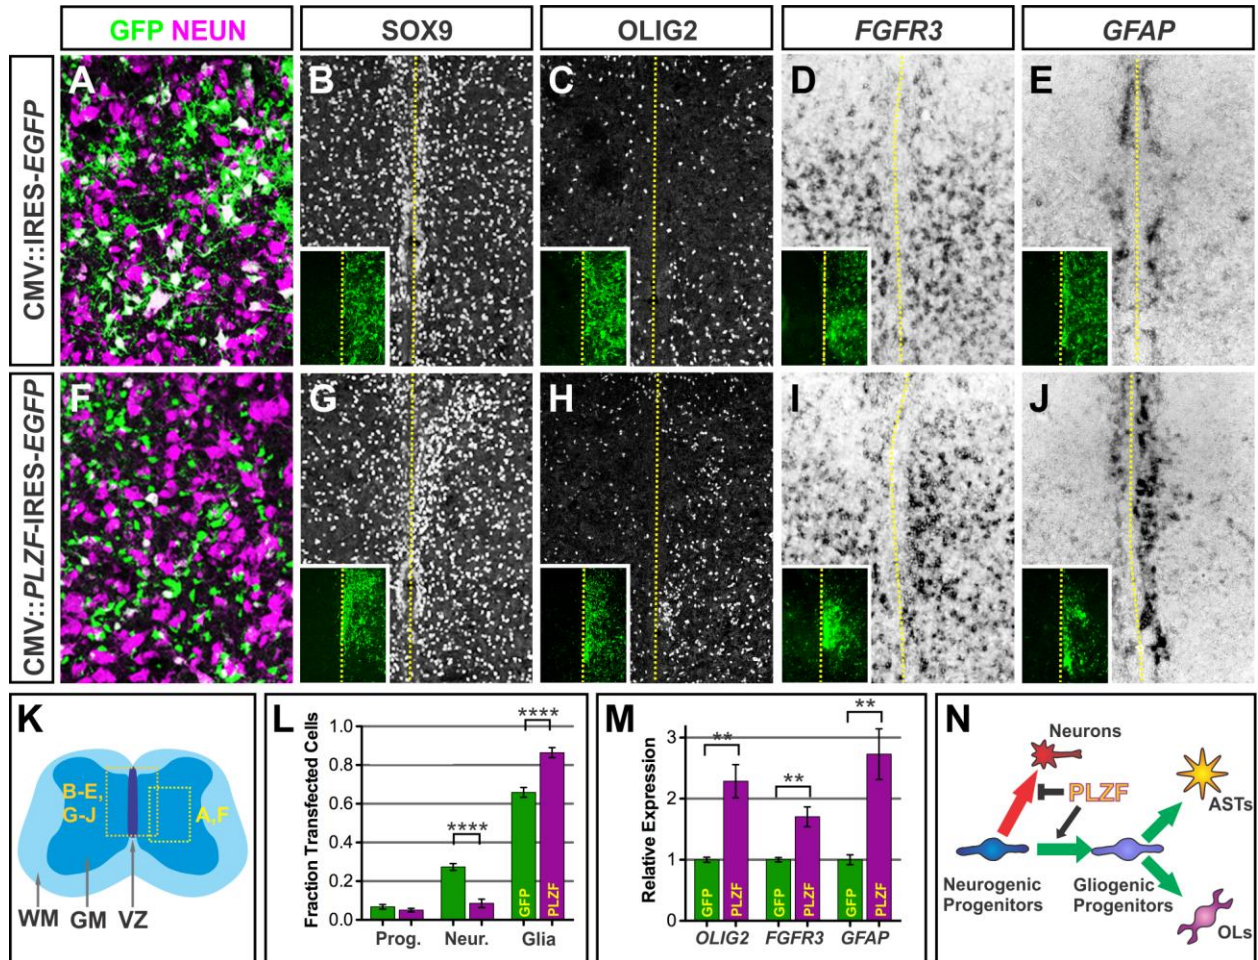 GFP NEUN
SOX9
OLIG2
FGFR3
GFAP
CMV::IRES-EGFP
A
B
C
D
E
CMV::PLZF-IRES-EGFP
F
G
H
I
J
K
B-E,
G-J
A,F
WM
GM
VZ
L
Fraction Transfected Cells
1.0
0.8
0.6
0.4
0.2
0.0
****
****
GFP
PLZF
Prog.
Neur.
Glia
M
Relative Expression
3
2
1
0
**
**
**
GFP
PLZF
GFP
PLZF
GFP
PLZF
OLIG2
FGFR3
GFAP
N
Neurons
PLZF
ASTs
Neurogenic
Progenitors
Gliogenic
Progenitors
OLs